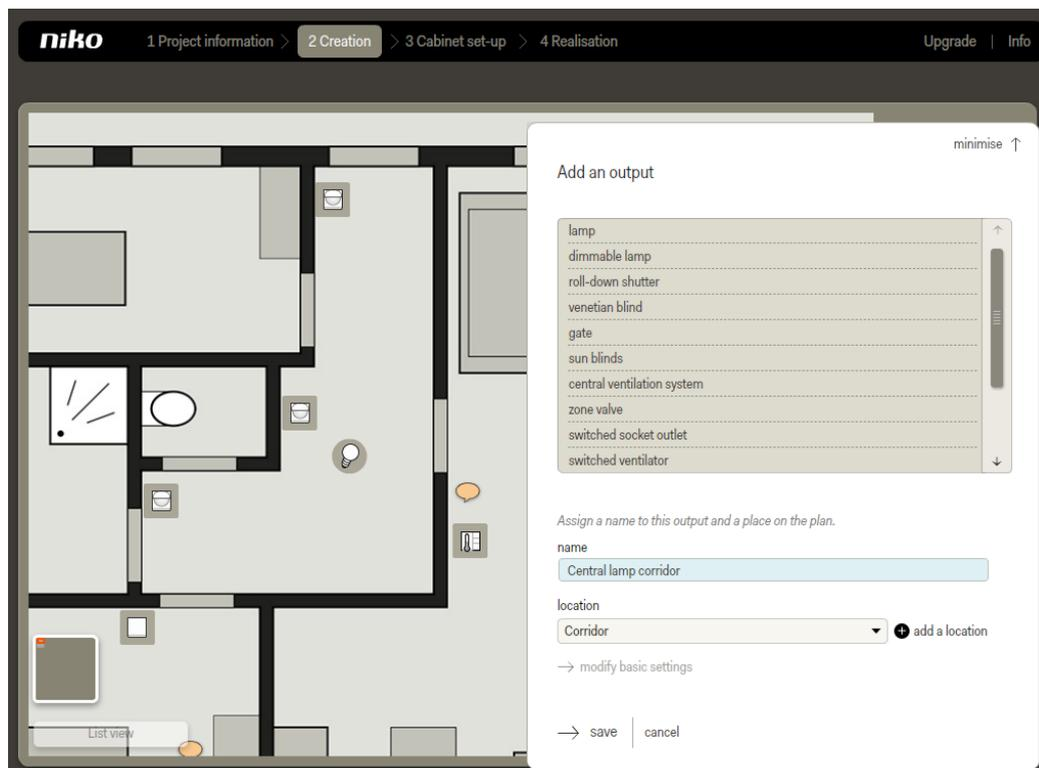 niko 1 Project information 2 Creation 3 Cabinet set-up 4 Realisation Upgrade | Info
minimise
Add an output
lamp
dimmable lamp
roll-down shutter
venetian blind
gate
sun blinds
central ventilation system
zone valve
switched socket outlet
switched ventilator
Assign a name to this output and a place on the plan.
name
Central lamp corridor
location
Corridor add a location
modify basic settings
save cancel
List view